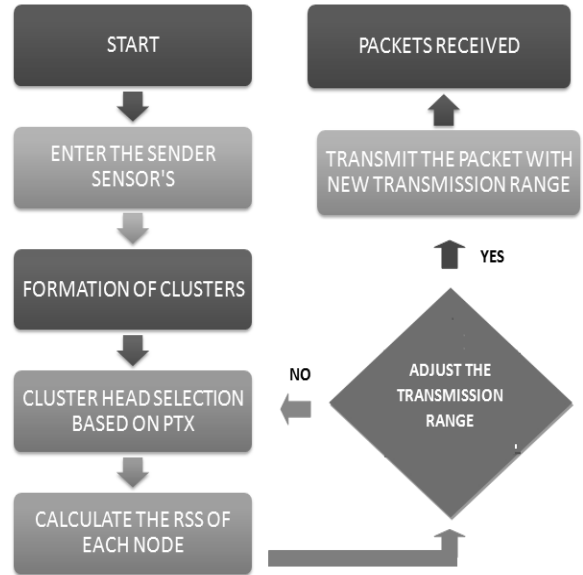 START
ENTER THE SENDER
SENSOR'S
FORMATION OF CLUSTERS
CLUSTER HEAD SELECTION
BASED ON PTX
CALCULATE THE RSS OF
EACH NODE
ADJUST THE
TRANSMISSION
RANGE
NO
YES
TRANSMIT THE PACKET WITH
NEW TRANSMISSION RANGE
PACKETS RECEIVED